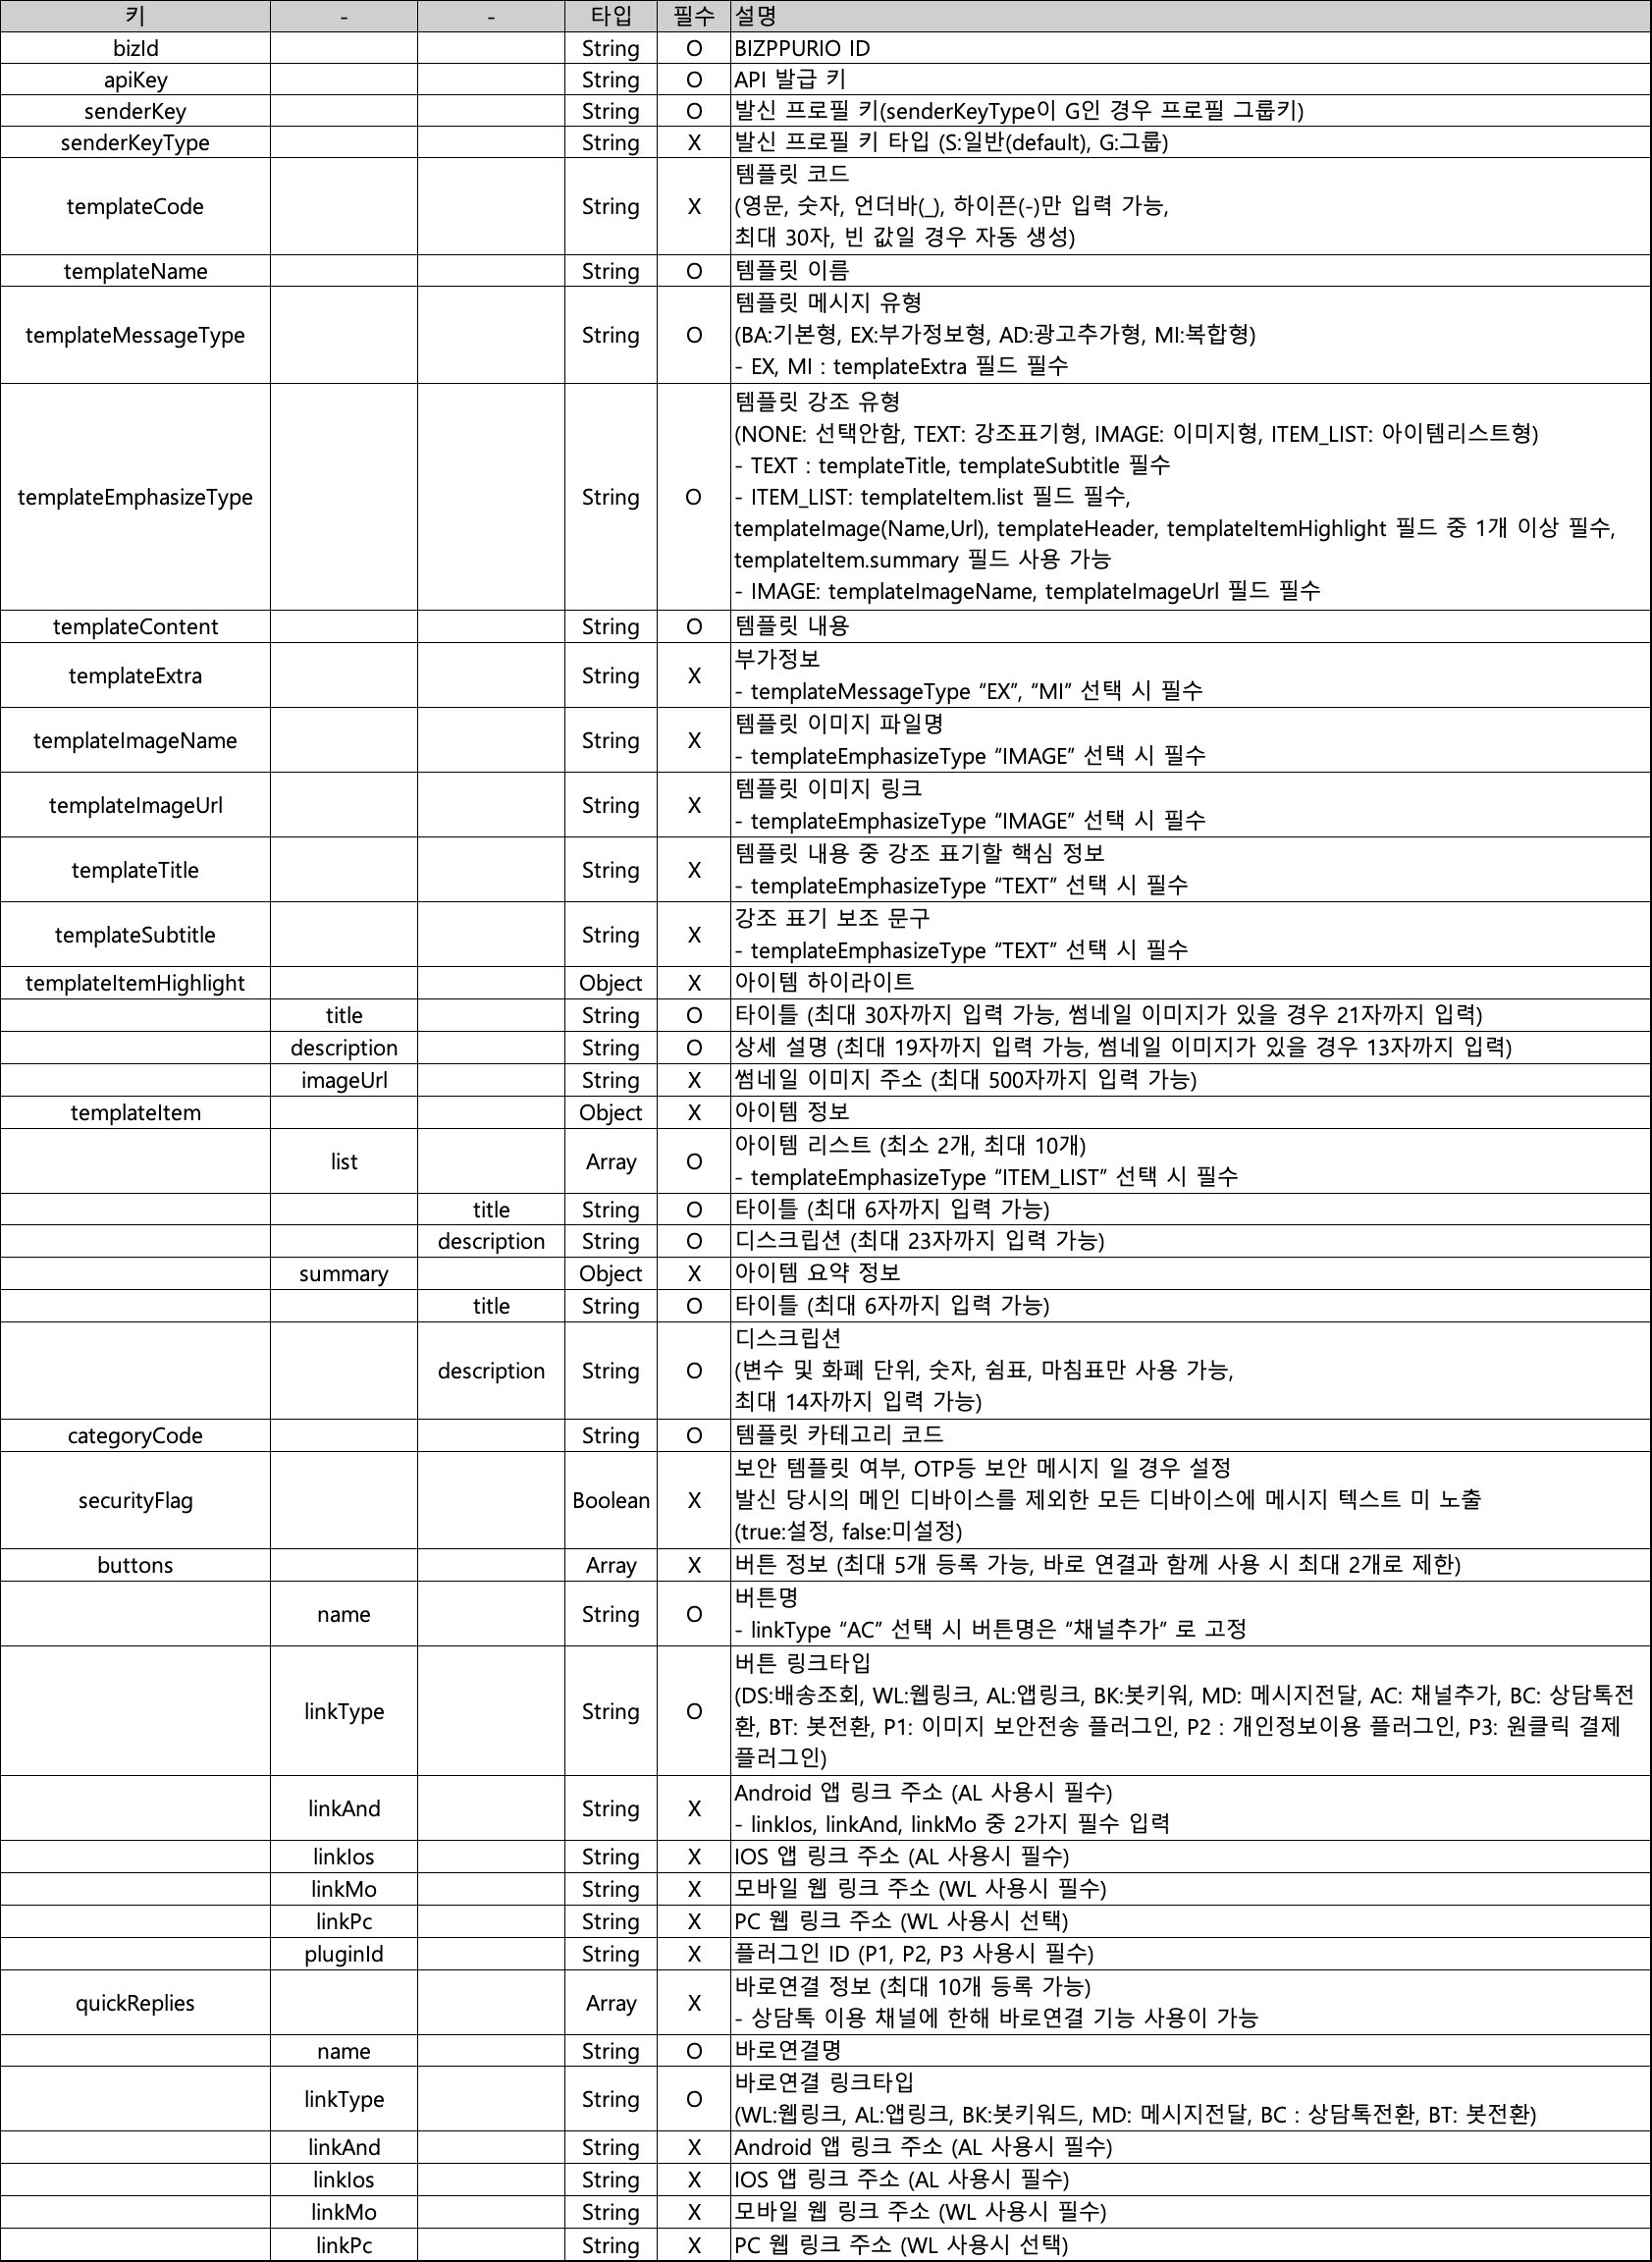 키 - - 타입 필수 설명
bizId String O BIZPPURIO ID
apiKey String O API 발급 키
senderKey String O 발신 프로필 키(senderKeyType이 G인 경우 프로필 그룹키)
senderKeyType String X 발신 프로필 키 타입 (S:일반(default), G:그룹)
templateCode String X 템플릿 코드
(영문, 숫자, 언더바(_), 하이픈(-)만 입력 가능,
최대 30자, 빈 값일 경우 자동 생성)
templateName String O 템플릿 이름
templateMessageType String O 템플릿 메시지 유형
(BA:기본형, EX:부가정보형, AD:광고추가형, MI:복합형)
- EX, MI : templateExtra 필드 필수
templateEmphasizeType String O 템플릿 강조 유형
(NONE: 선택안함, TEXT: 강조표기형, IMAGE: 이미지형, ITEM_LIST: 아이템리스트형)
- TEXT : templateTitle, templateSubtitle 필수
- ITEM_LIST: templateItem.list 필드 필수,
templateImage(Name,Url), templateHeader, templateItemHighlight 필드 중 1개 이상 필수,
templateItem.summary 필드 사용 가능
- IMAGE: templateImageName, templateImageUrl 필드 필수
templateContent String O 템플릿 내용
templateExtra String X 부가정보
- templateMessageType “EX”, “MI” 선택 시 필수
templateImageName String X 템플릿 이미지 파일명
- templateEmphasizeType “IMAGE” 선택 시 필수
templateImageUrl String X 템플릿 이미지 링크
- templateEmphasizeType “IMAGE” 선택 시 필수
templateTitle String X 템플릿 내용 중 강조 표기할 핵심 정보
- templateEmphasizeType “TEXT” 선택 시 필수
templateSubtitle String X 강조 표기 보조 문구
- templateEmphasizeType “TEXT” 선택 시 필수
templateItemHighlight Object X 아이템 하이라이트
title String O 타이틀 (최대 30자까지 입력 가능, 썸네일 이미지가 있을 경우 21자까지 입력)
description String O 상세 설명 (최대 19자까지 입력 가능, 썸네일 이미지가 있을 경우 13자까지 입력)
imageUrl String X 썸네일 이미지 주소 (최대 500자까지 입력 가능)
templateItem Object X 아이템 정보
list Array O 아이템 리스트 (최소 2개, 최대 10개)
- templateEmphasizeType “ITEM_LIST” 선택 시 필수
title String O 타이틀 (최대 6자까지 입력 가능)
description String O 디스크립션 (최대 23자까지 입력 가능)
summary Object X 아이템 요약 정보
title String O 타이틀 (최대 6자까지 입력 가능)
description String O 디스크립션
(변수 및 화폐 단위, 숫자, 쉼표, 마침표만 사용 가능,
최대 14자까지 입력 가능)
categoryCode String O 템플릿 카테고리 코드
securityFlag Boolean X 보안 템플릿 여부, OTP등 보안 메시지 일 경우 설정
발신 당시의 메인 디바이스를 제외한 모든 디바이스에 메시지 텍스트 미 노출
(true:설정, false:미설정)
buttons Array X 버튼 정보 (최대 5개 등록 가능, 바로 연결과 함께 사용 시 최대 2개로 제한)
name String O 버튼명
- linkType “AC” 선택 시 버튼명은 “채널추가” 로 고정
linkType String O 버튼 링크타입
(DS:배송조회, WL:웹링크, AL:앱링크, BK:봇키워, MD: 메시지전달, AC: 채널추가, BC: 상담톡전
환, BT: 봇전환, P1: 이미지 보안전송 플러그인, P2 : 개인정보이용 플러그인, P3: 원클릭 결제
플러그인)
linkAnd String X Android 앱 링크 주소 (AL 사용시 필수)
- linkIos, linkAnd, linkMo 중 2가지 필수 입력
linkIos String X IOS 앱 링크 주소 (AL 사용시 필수)
linkMo String X 모바일 웹 링크 주소 (WL 사용시 필수)
linkPc String X PC 웹 링크 주소 (WL 사용시 선택)
pluginId String X 플러그인 ID (P1, P2, P3 사용시 필수)
quickReplies Array X 바로연결 정보 (최대 10개 등록 가능)
- 상담톡 이용 채널에 한해 바로연결 기능 사용이 가능
name String O 바로연결명
linkType String O 바로연결 링크타입
(WL:웹링크, AL:앱링크, BK:봇키워드, MD: 메시지전달, BC : 상담톡전환, BT: 봇전환)
linkAnd String X Android 앱 링크 주소 (AL 사용시 필수)
linkIos String X IOS 앱 링크 주소 (AL 사용시 필수)
linkMo String X 모바일 웹 링크 주소 (WL 사용시 필수)
linkPc String X PC 웹 링크 주소 (WL 사용시 선택)